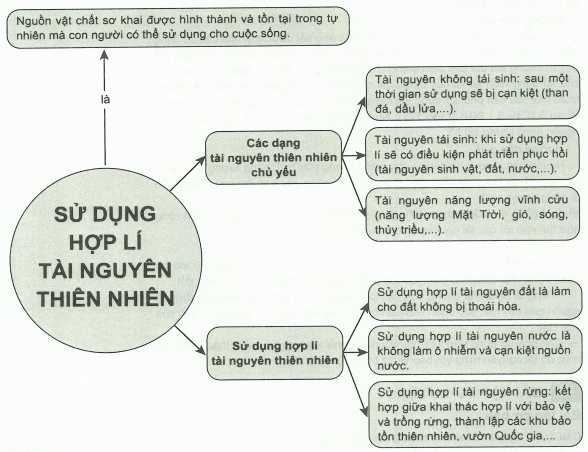 Nguồn vật chất sơ khai được hình thành và tồn tại trong tự
nhiên mà con người có thể sử dụng cho cuộc sống.
là
SỬ DỤNG
HỢP LÍ
TÀI NGUYÊN
THIÊN NHIÊN
Các dạng
tài nguyên thiên nhiên
chủ yếu
Tài nguyên không tái sinh: sau một
thời gian sử dụng sẽ bị cạn kiệt (than
đá, dầu lửa,...).
Tài nguyên tái sinh: khi sử dụng hợp
lí sẽ có điều kiện phát triển phục hồi
(tài nguyên sinh vật, đất, nước,...).
Tài nguyên năng lượng vĩnh cửu
(năng lượng Mặt Trời, gió, sóng,
thủy triều,...).
Sử dụng hợp lí
tài nguyên thiên nhiên
Sử dụng hợp lí tài nguyên đất là làm
cho đất không bị thoái hóa.
Sử dụng hợp lí tài nguyên nước là
không làm ô nhiễm và cạn kiệt nguồn
nước.
Sử dụng hợp lí tài nguyên rừng: kết
hợp giữa khai thác hợp lí với bảo vệ
và trồng rừng, thành lập các khu bảo
tồn thiên nhiên, vườn Quốc gia,...